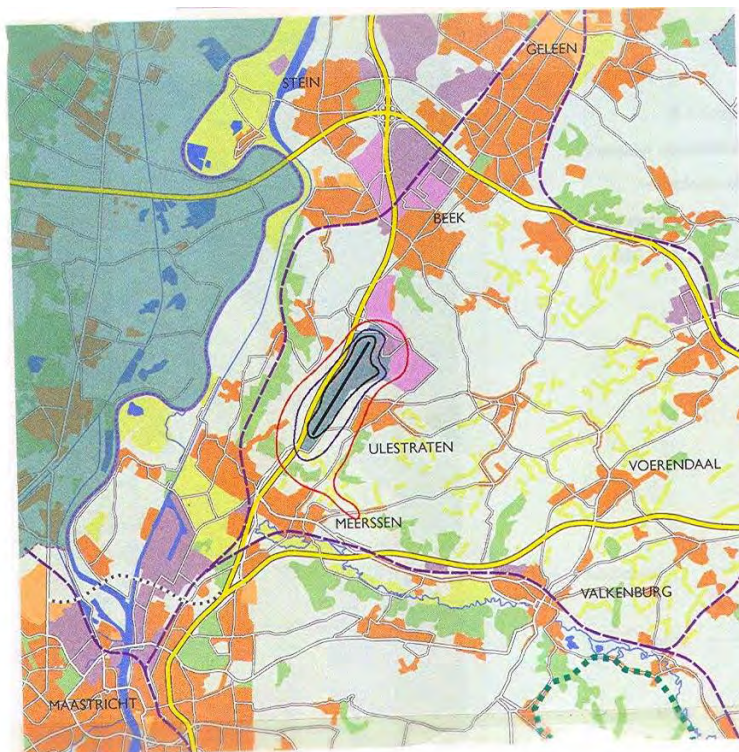 GELEEN
STEIN
BEEK
ULESTRATEN
VOERENDAAL
MEERSSEN
VALKENBURG
MAASTRICHT